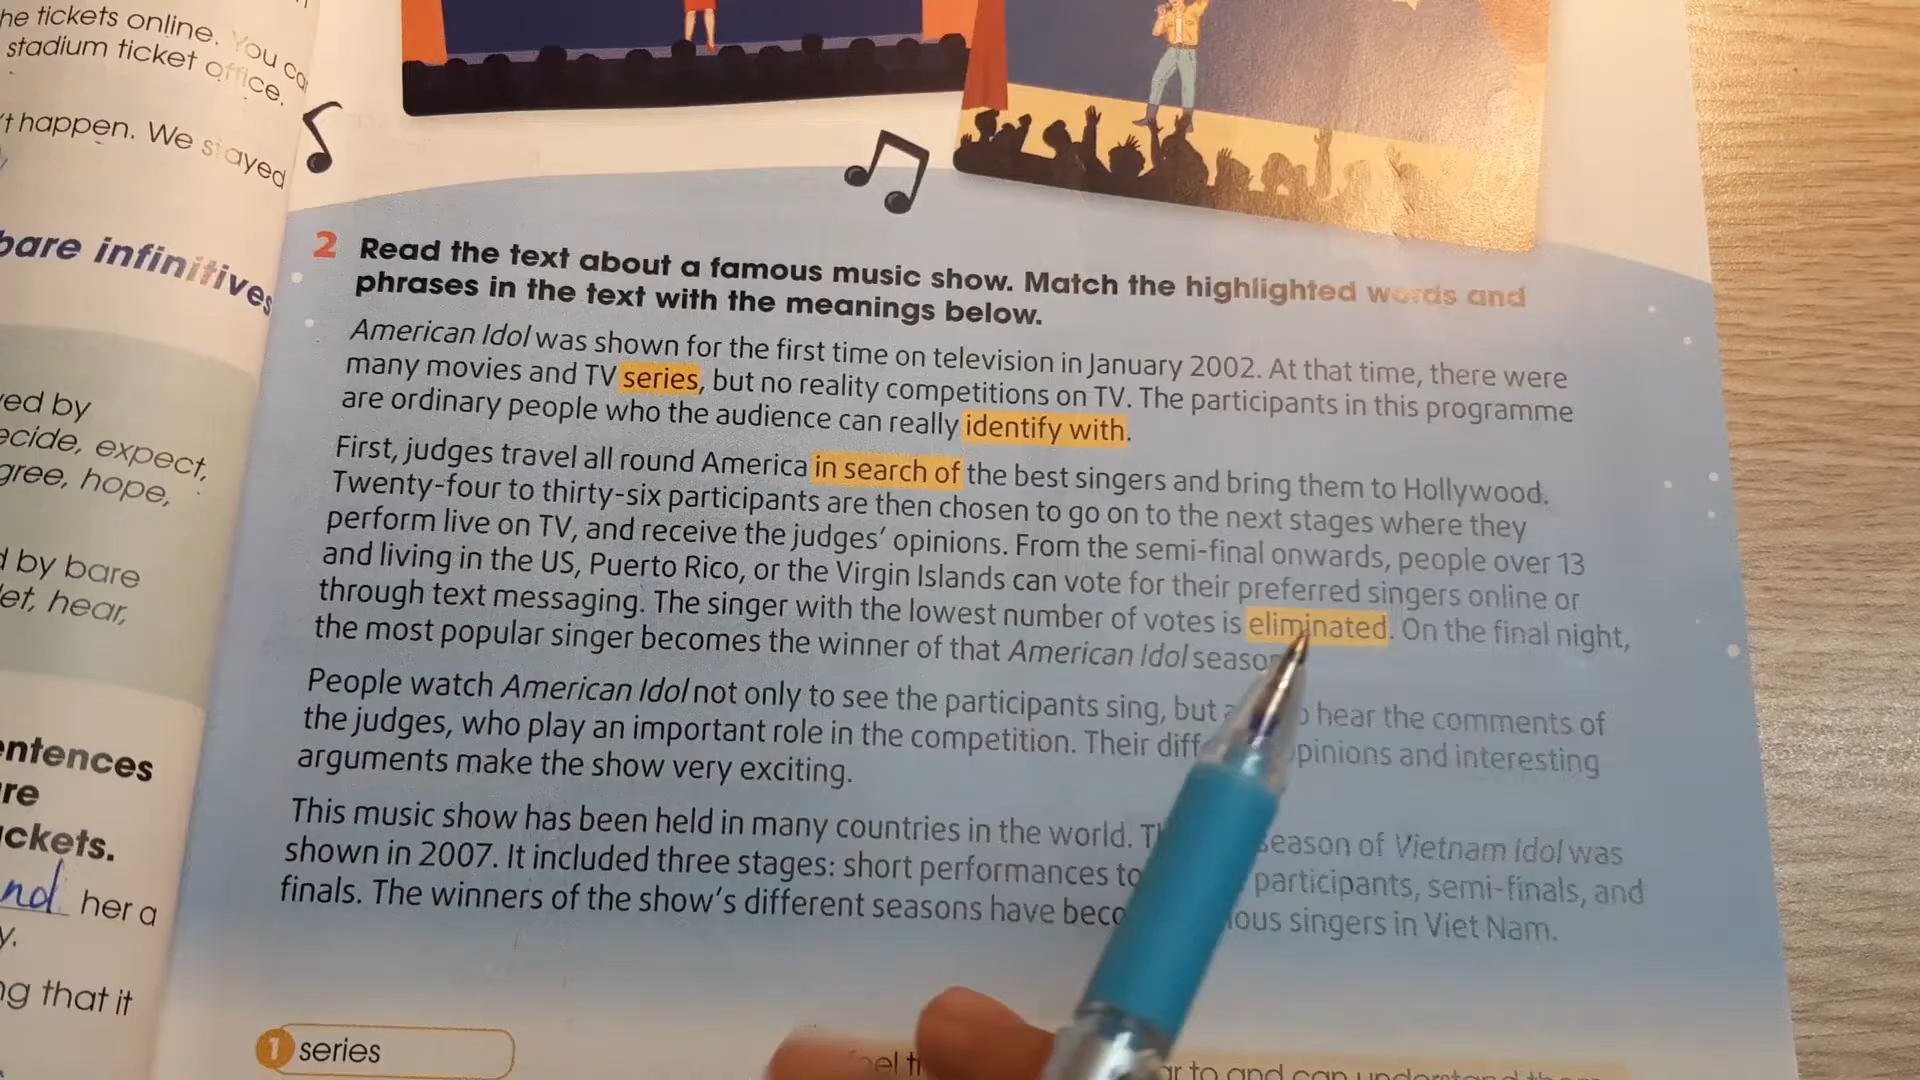 he tickets online. You ca
stadium ticket office.
't happen. We stayed
bare infinitives
ved by
ecide, expect,
gree, hope,
d by bare
let, hear,
entences
re
ackets.
nd her a
y.
ng that it
2 Read the text about a famous music show. Match the highlighted words and
phrases in the text with the meanings below.
American Idol was shown for the first time on television in January 2002. At that time, there were
many movies and TV series, but no reality competitions on TV. The participants in this programme
are ordinary people who the audience can really identify with.
First, judges travel all round America in search of the best singers and bring them to Hollywood.
Twenty-four to thirty-six participants are then chosen to go on to the next stages where they
perform live on TV, and receive the judges' opinions. From the semi-final onwards, people over 13
and living in the US, Puerto Rico, or the Virgin Islands can vote for their preferred singers online or
through text messaging. The singer with the lowest number of votes is eliminated. On the final night,
the most popular singer becomes the winner of that American Idol season
People watch American Idol not only to see the participants sing, but hear the comments of
the judges, who play an important role in the competition. Their diff opinions and interesting
arguments make the show very exciting.
This music show has been held in many countries in the world. season of Vietnam Idol was
shown in 2007. It included three stages: short performances to participants, semi-finals, and
finals. The winners of the show's different seasons have beco ous singers in Viet Nam.
1 series
ar to and can understand them